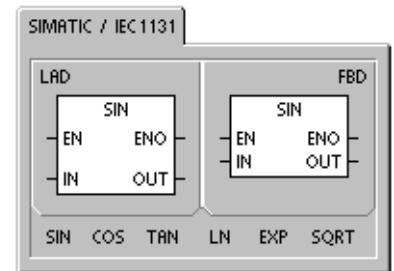 SIMATIC / IEC1131
LAD
SIN
EN ENO
IN OUT
FBD
SIN
EN ENO
IN OUT
SIN COS TAN LN EXP SQRT